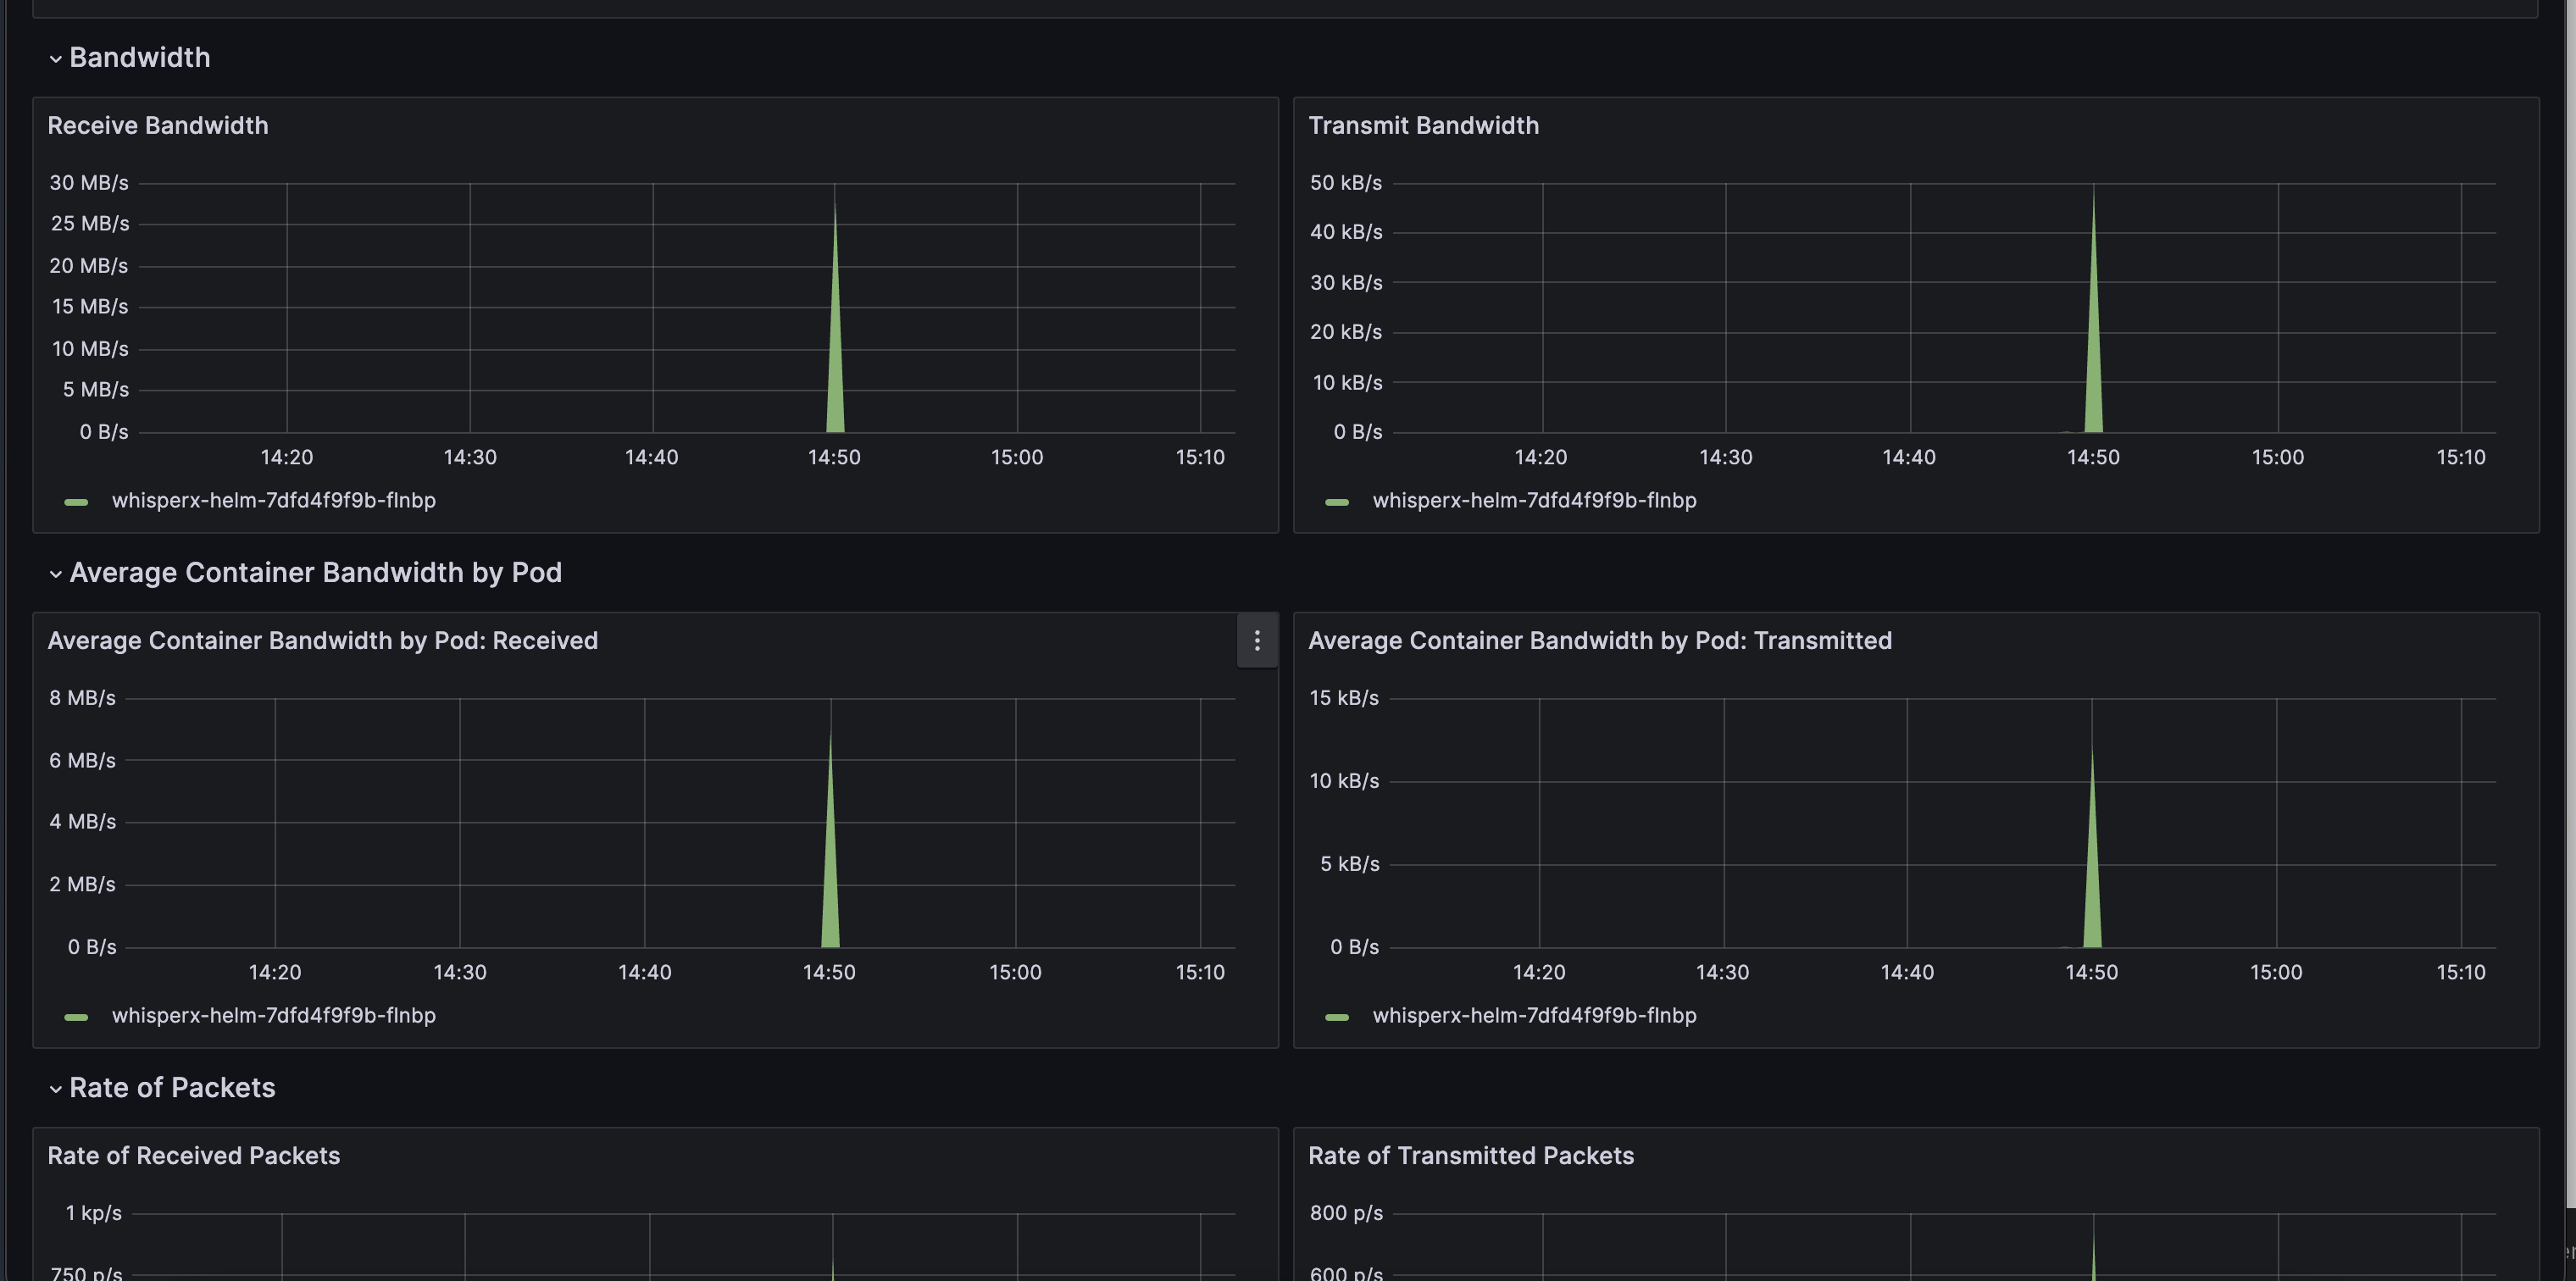 Bandwidth
Receive Bandwidth
30 MB/s
25 MB/s
20 MB/s
15 MB/s
10 MB/s
5 MB/s
0 B/s
14:20 14:30 14:40 14:50 15:00 15:10
whisperx-helm-7dfd4f9f9b-flnbp
Transmit Bandwidth
50 kB/s
40 kB/s
30 kB/s
20 kB/s
10 kB/s
0 B/s
14:20 14:30 14:40 14:50 15:00 15:10
whisperx-helm-7dfd4f9f9b-flnbp
Average Container Bandwidth by Pod
Average Container Bandwidth by Pod: Received
8 MB/s
6 MB/s
4 MB/s
2 MB/s
0 B/s
14:20 14:30 14:40 14:50 15:00 15:10
whisperx-helm-7dfd4f9f9b-flnbp
Average Container Bandwidth by Pod: Transmitted
15 kB/s
10 kB/s
5 kB/s
0 B/s
14:20 14:30 14:40 14:50 15:00 15:10
whisperx-helm-7dfd4f9f9b-flnbp
Rate of Packets
Rate of Received Packets
1 kp/s
750 p/s
Rate of Transmitted Packets
800 p/s
600 p/s